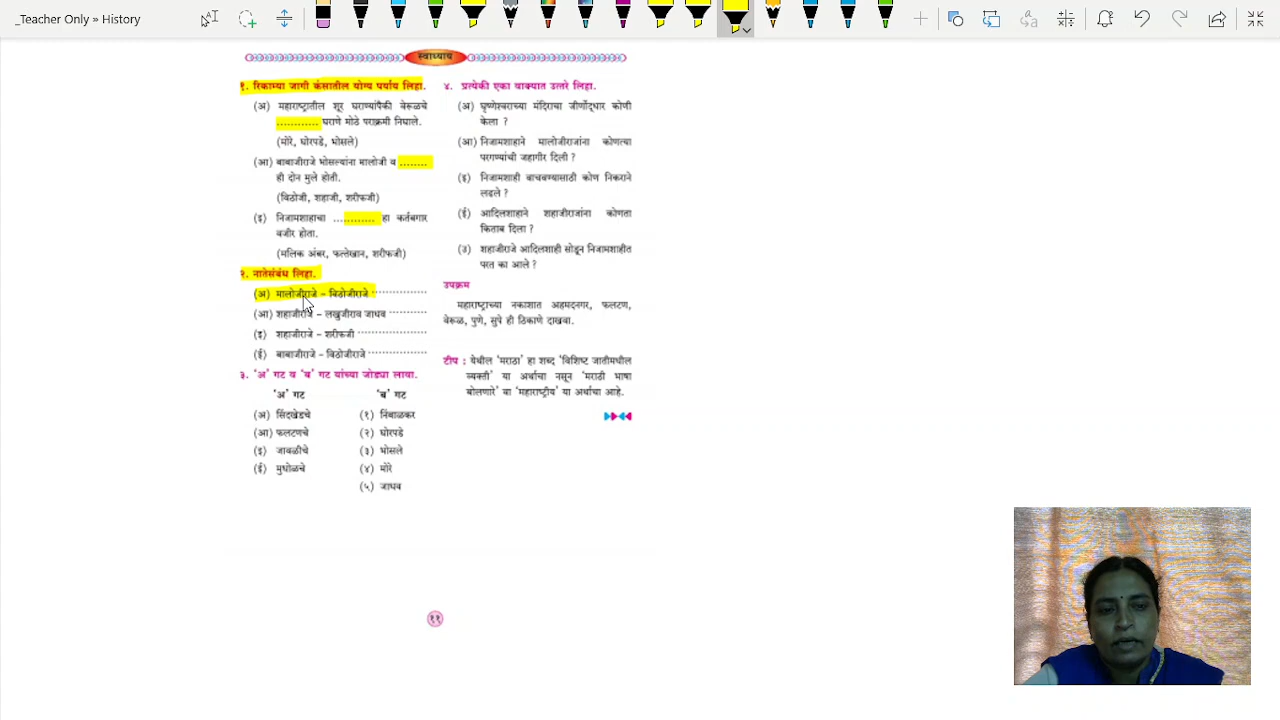 _Teacher Only > History
स्वाध्याय
१. रिकाम्या जागी कंसातील योग्य पर्याय लिहा.
(अ) महाराष्ट्रातील शूर घराण्यांपैकी वेरूळचे
............ घराणे मोठे पराक्रमी निघाले.
(मोरे, घोरपडे, भोसले)
(आ) बाबाजीराजे भोसल्यांना मालोजी व ........
ही दोन मुले होती.
(विठोजी, शहाजी, शरीफजी)
(इ) निजामशाहाचा ............ हा कर्तबगार
वजीर होता.
(मलिक अंबर, फत्तेखान, शरीफजी)
२. नातेसंबंध लिहा.
(अ) मालोजीराजे – विठोजीराजे ...............
(आ) शहाजीराजे – लखुजीराव जाधव ..........
(इ) शहाजीराजे – शरीफजी ...................
(ई) बाबाजीराजे – विठोजीराजे ................
३. ‘अ’ गट व ‘ब’ गट यांच्या जोड्या लावा.
‘अ’ गट ‘ब’ गट
(अ) सिंदखेडचे (१) निंबाळकर
(आ) फलटणचे (२) घोरपडे
(इ) जावळीचे (३) भोसले
(ई) मुधोळचे (४) मोरे
(५) जाधव
४. प्रत्येकी एका वाक्यात उत्तरे लिहा.
(अ) घृष्णेश्वराच्या मंदिराचा जीर्णोद्धार कोणी
केला ?
(आ) निजामशाहाने मालोजीराजांना कोणत्या
परगण्यांची जहागीर दिली ?
(इ) निजामशाही वाचवण्यासाठी कोण निकराने
लढले ?
(ई) आदिलशाहाने शहाजीराजांना कोणता
किताब दिला ?
(उ) शहाजीराजे आदिलशाही सोडून निजामशाहीत
परत का आले ?
उपक्रम
महाराष्ट्राच्या नकाशात अहमदनगर, फलटण,
वेरूळ, पुणे, सुपे ही ठिकाणे दाखवा.
टीप : येथील ‘मराठा’ हा शब्द ‘विशिष्ट जातीमधील
व्यक्ती’ या अर्थाचा नसून ‘मराठी भाषा
बोलणारे’ वा ‘महाराष्ट्रीय’ या अर्थाचा आहे.
११